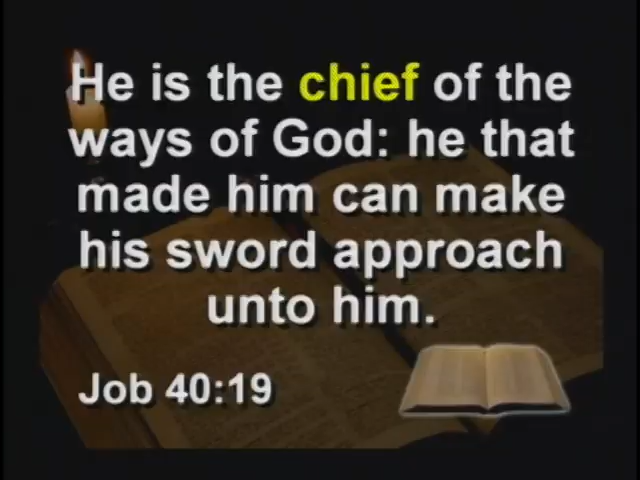 He is the chief of the
ways of God: he that
made him can make
his sword approach
unto him.
Job 40:19